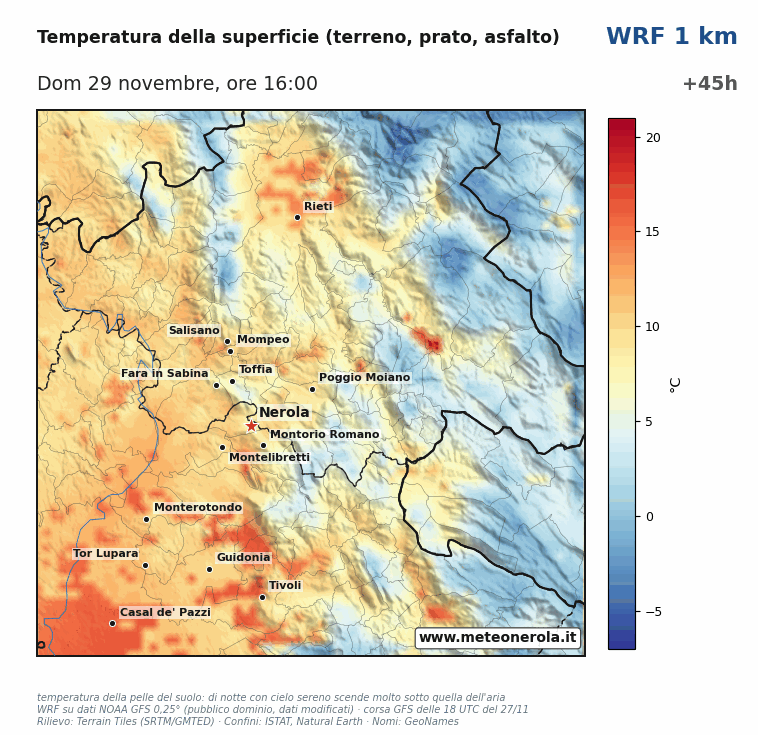 Temperatura della superficie (terreno, prato, asfalto)
WRF 1 km
Dom 29 novembre, ore 16:00
+45h
Rieti
Salisano
Mompeo
Fara in Sabina
Toffia
Poggio Moiano
Nerola
Montorio Romano
Montelibretti
Monterotondo
Tor Lupara
Guidonia
Tivoli
Casal de' Pazzi
www.meteonerola.it
20
15
10
5
0
−5
°C
temperatura della pelle del suolo: di notte con cielo sereno scende molto sotto quella dell'aria
WRF su dati NOAA GFS 0,25° (pubblico dominio, dati modificati) · corsa GFS delle 18 UTC del 27/11
Rilievo: Terrain Tiles (SRTM/GMTED) · Confini: ISTAT, Natural Earth · Nomi: GeoNames